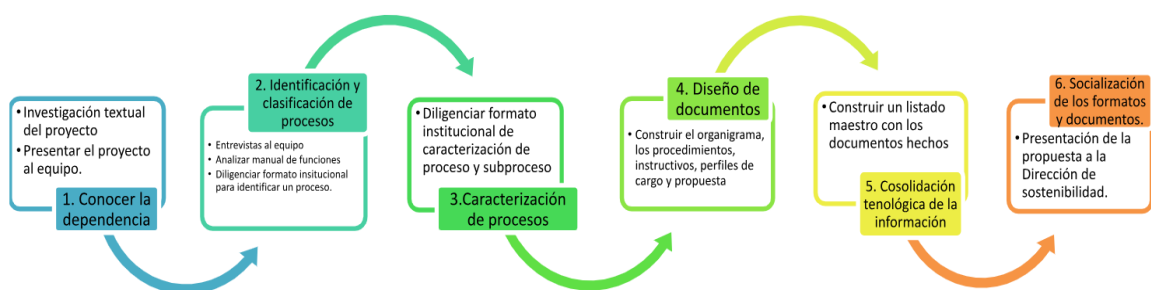 • Investigación textual
del proyecto
• Presentar el proyecto
al equipo.
1. Conocer la
dependencia
2. Identificación y
clasificación de
procesos
• Entrevistas al equipo
• Analizar manual de funciones
• Diligenciar formato insitucional
para identificar un proceso.
• Diligenciar formato
institucional de
caracterización de
proceso y subproceso
3.Caracterización
de procesos
4. Diseño de
documentos
• Construir el organigrama,
los procedimientos,
instructivos, perfiles de
cargo y propuesta
• Construir un listado
maestro con los
documentos hechos
5. Cosolidación
tenológica de la
información
6. Socialización
de los formatos
y documentos.
• Presentación de la
propuesta a la
Dirección de
sostenibilidad.